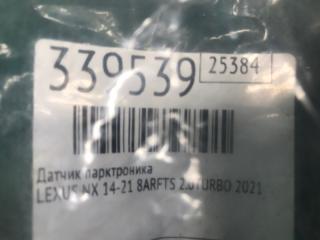 339539 25384
Датчик парктроника
LEXUS NX 14-21 8ARFTS 2.0TURBO 2021